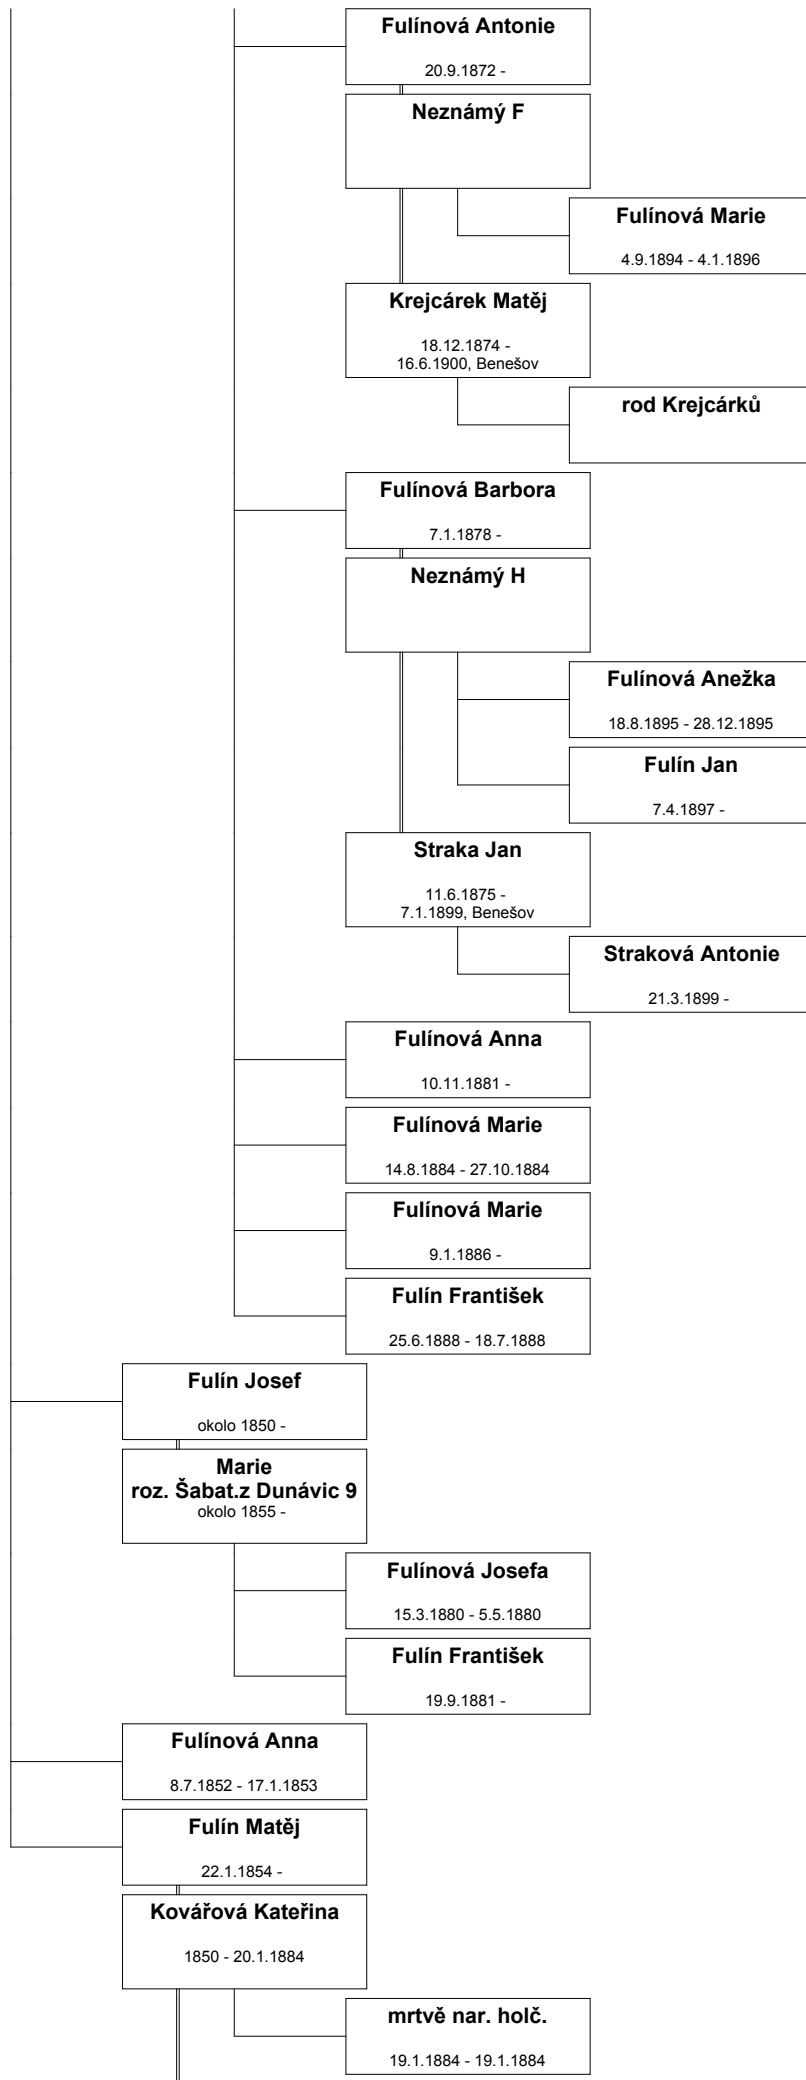 Fulínová Antonie
20.9.1872 -
Neznámý F
Fulínová Marie
4.9.1894 - 4.1.1896
Krejcárek Matěj
18.12.1874 -
16.6.1900, Benešov
rod Krejcárků
Fulínová Barbora
7.1.1878 -
Neznámý H
Fulínová Anežka
18.8.1895 - 28.12.1895
Fulín Jan
7.4.1897 -
Straka Jan
11.6.1875 -
7.1.1899, Benešov
Straková Antonie
21.3.1899 -
Fulínová Anna
10.11.1881 -
Fulínová Marie
14.8.1884 - 27.10.1884
Fulínová Marie
9.1.1886 -
Fulín František
25.6.1888 - 18.7.1888
Fulín Josef
okolo 1850 -
Marie
roz. Šabat.z Dunávic 9
okolo 1855 -
Fulínová Josefa
15.3.1880 - 5.5.1880
Fulín František
19.9.1881 -
Fulínová Anna
8.7.1852 - 17.1.1853
Fulín Matěj
22.1.1854 -
Kovářová Kateřina
1850 - 20.1.1884
mrtvě nar. holč.
19.1.1884 - 19.1.1884